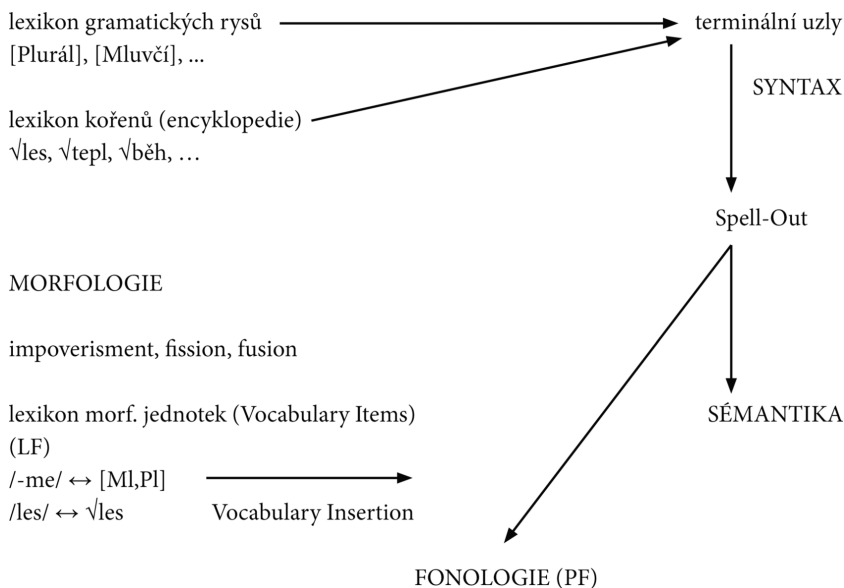 lexikon gramatických rysů
terminální uzly
[Plurál], [Mluvčí], ...
SYNTAX
lexikon kořenů (encyklopedie)
√les, √tepl, √běh, …
Spell-Out
MORFOLOGIE
impoverisment, fission, fusion
lexikon morf. jednotek (Vocabulary Items)
SÉMANTIKA
(LF)
/-me/ ↔ [Ml,Pl]
/les/ ↔ √les
Vocabulary Insertion
FONOLOGIE (PF)